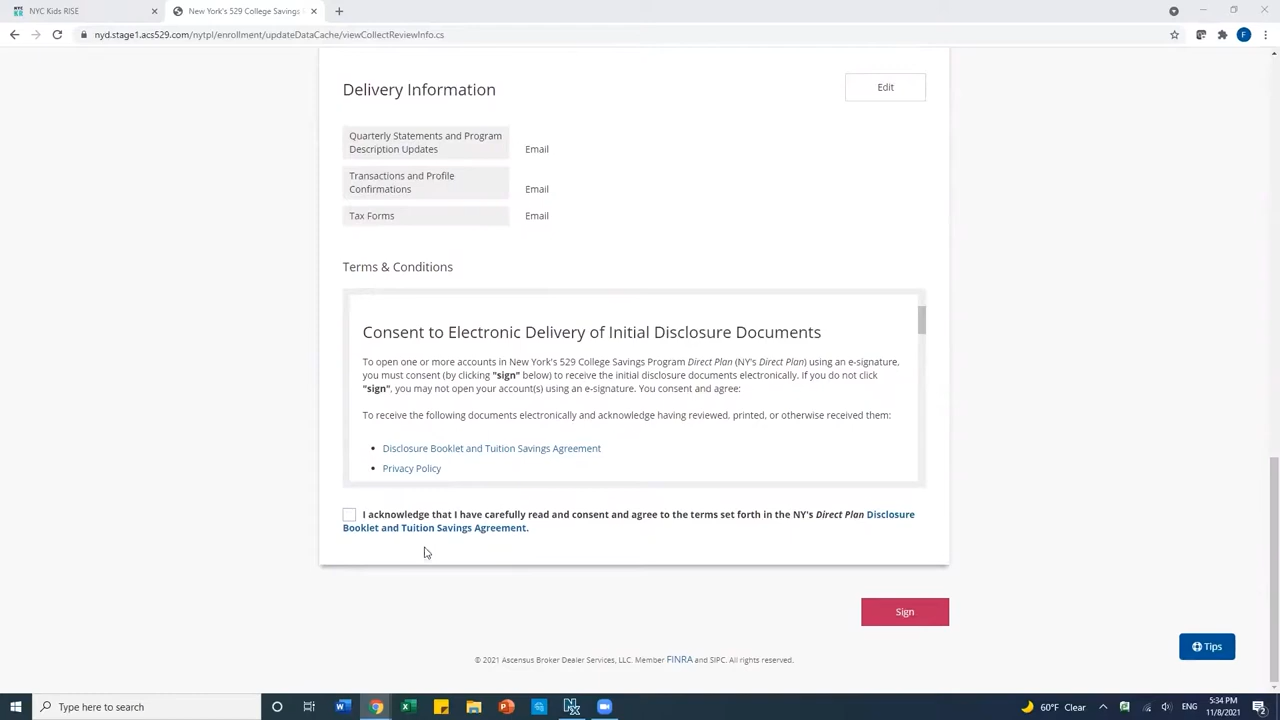 NYC Kids RISE
New York's 529 College Savings
nyd.stage1.acs529.com/nytpl/enrollment/updateDataCache/viewCollectReviewInfo.cs
F
Delivery Information
Edit
Quarterly Statements and Program
Description Updates
Email
Transactions and Profile
Confirmations
Email
Tax Forms
Email
Terms & Conditions
Consent to Electronic Delivery of Initial Disclosure Documents
To open one or more accounts in New York's 529 College Savings Program Direct Plan (NY's Direct Plan) using an e-signature,
you must consent (by clicking "sign" below) to receive the initial disclosure documents electronically. If you do not click
"sign", you may not open your account(s) using an e-signature. You consent and agree:
To receive the following documents electronically and acknowledge having reviewed, printed, or otherwise received them:
• Disclosure Booklet and Tuition Savings Agreement
• Privacy Policy
I acknowledge that I have carefully read and consent and agree to the terms set forth in the NY's Direct Plan Disclosure
Booklet and Tuition Savings Agreement.
Sign
Tips
© 2021 Ascensus Broker Dealer Services, LLC. Member FINRA and SIPC. All rights reserved.
Type here to search
60°F Clear
ENG
5:34 PM
11/8/2021